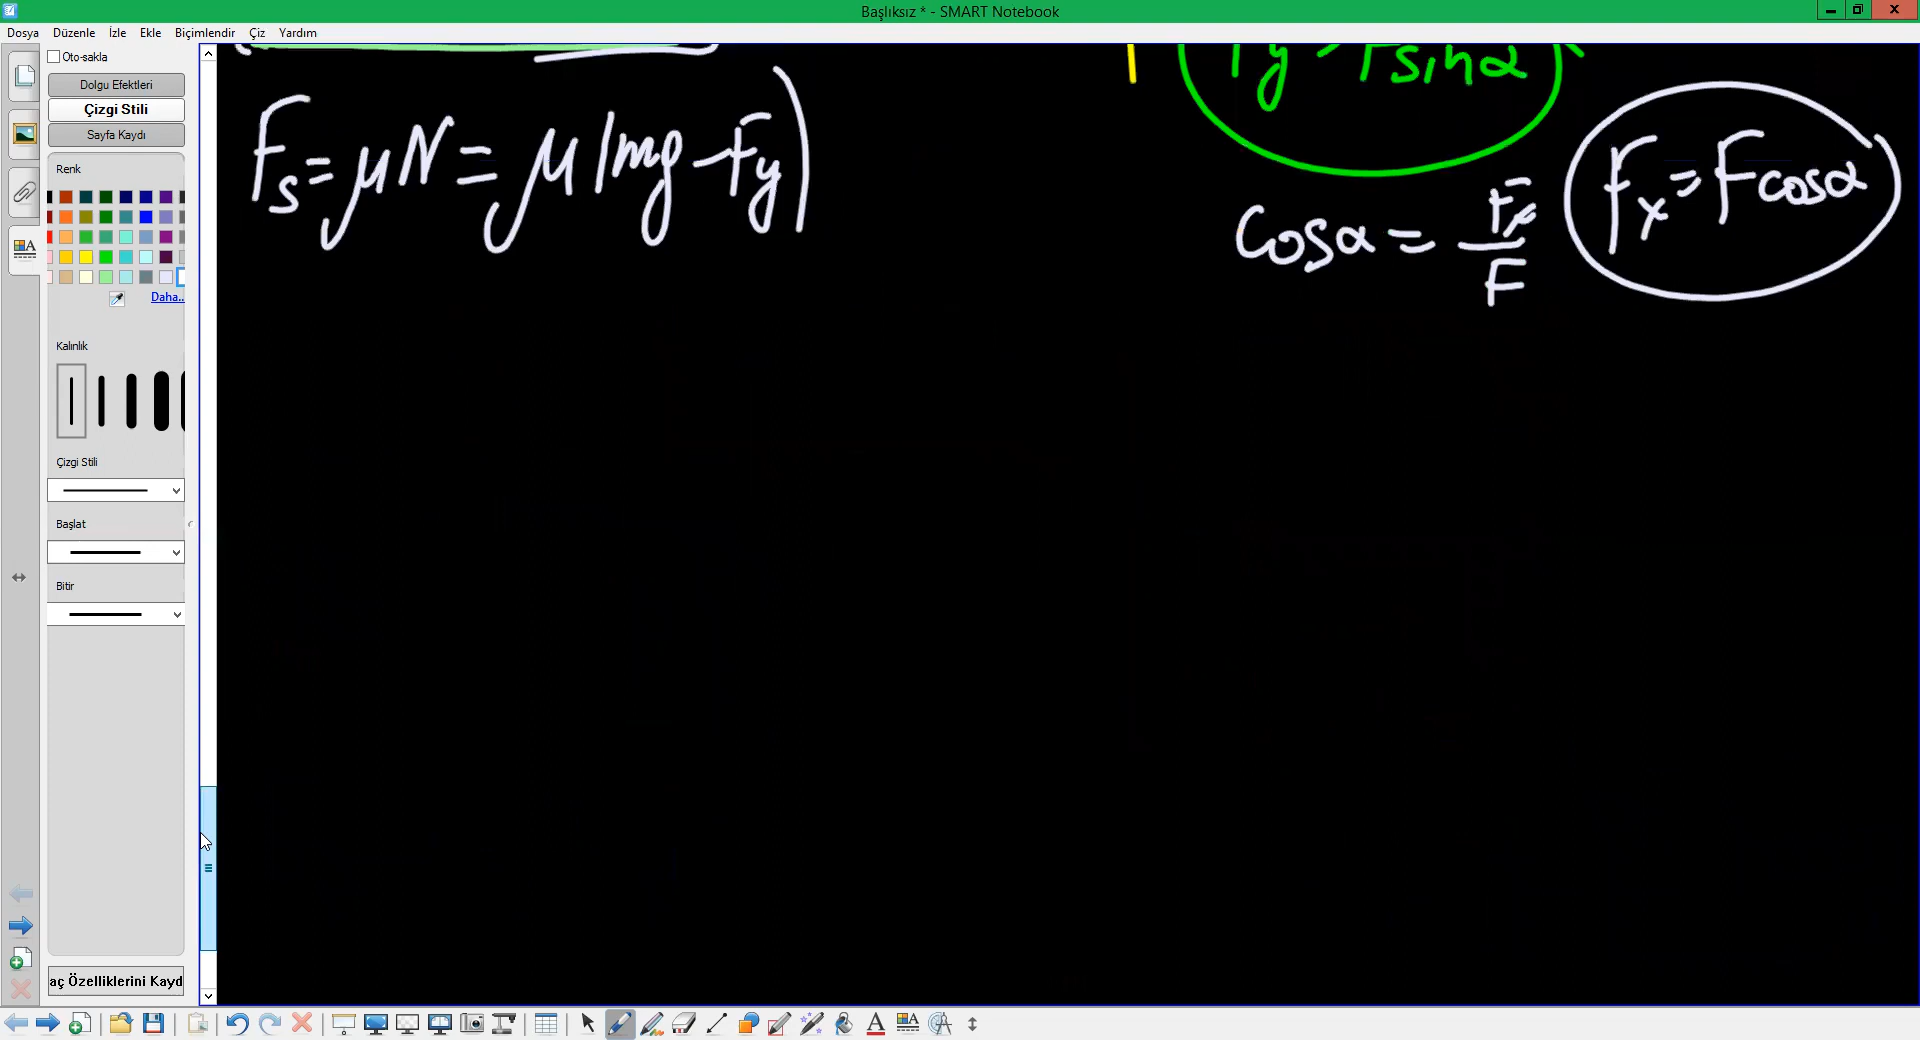 Başlıksız * - SMART Notebook
Dosya Düzenle İzle Ekle Biçimlendir Çiz Yardım
Oto-sakla
Dolgu Efektleri
Çizgi Stili
Sayfa Kaydı
Renk
Daha..
Kalınlık
Çizgi Stili
Başlat
Bitir
aç Özelliklerini Kayd
Fy = Fsinα
Fs = μN = μ(mg - Fy)
cosα = Fx/F
Fx = Fcosα